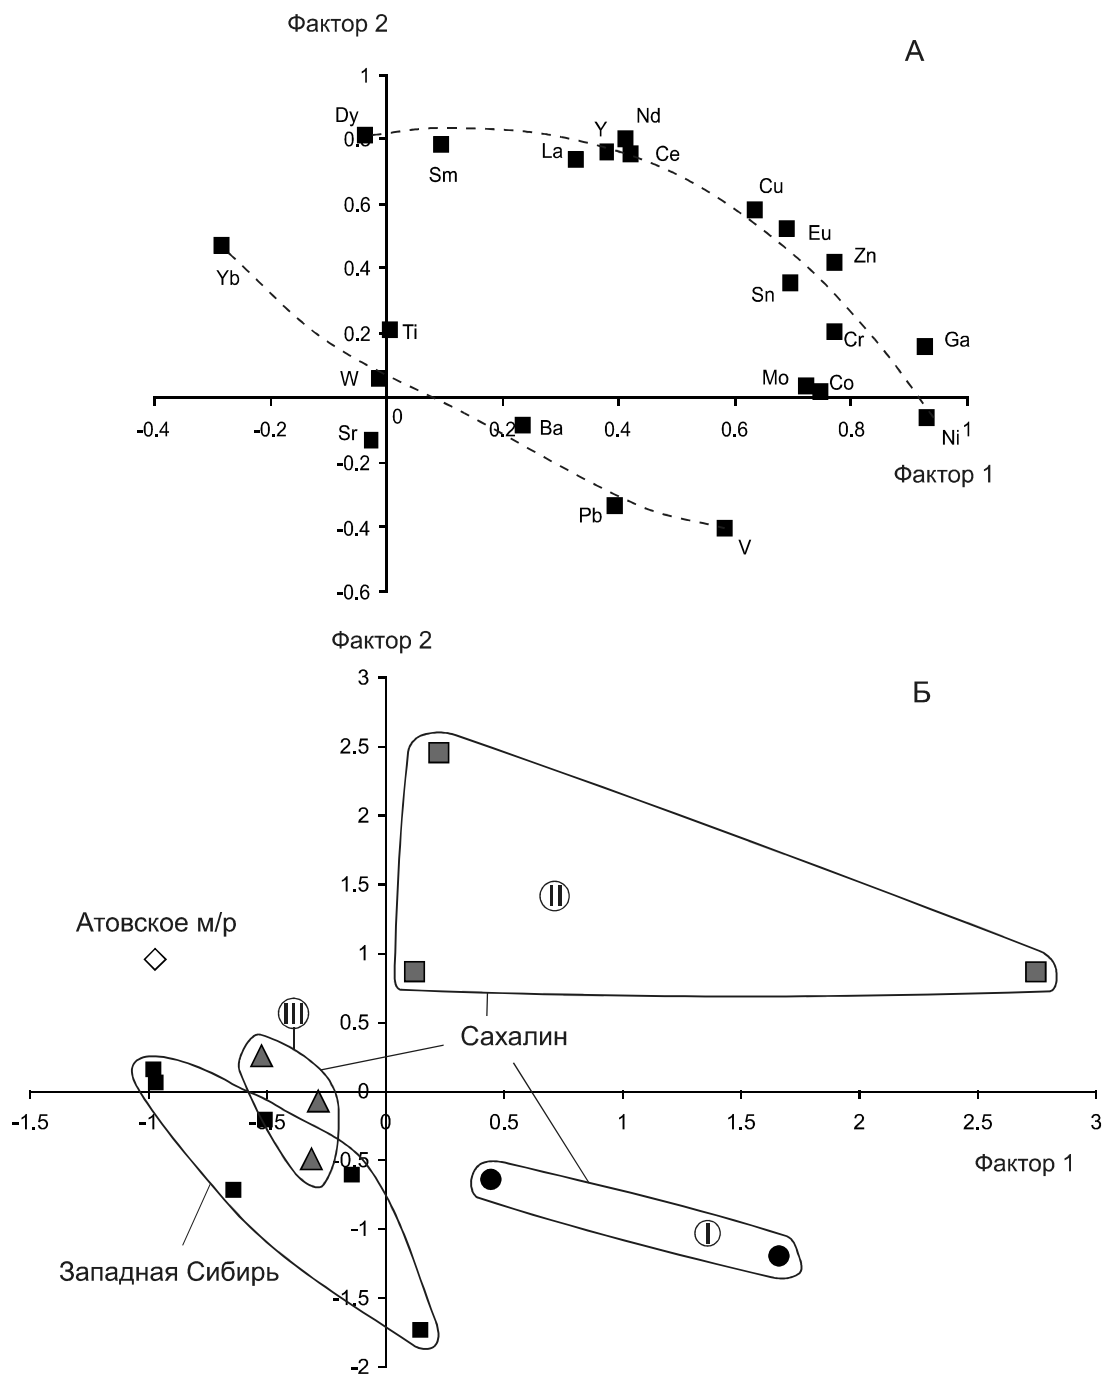 Фактор 2
А
1
Dy
0.8
Sm
La
Y
Nd
Ce
Cu
Eu
Zn
0.6
Yb
0.4
Sn
Ti
0.2
Cr
Ga
W
Mo
Co
-0.4
-0.2
0
0.2
0.4
0.6
0.8
1
Sr
Ba
Ni
-0.2
Фактор 1
Pb
-0.4
V
-0.6
Фактор 2
Б
3
2.5
2
1.5
II
Атовское м/р
1
III
0.5
Сахалин
0
-1.5
-1
-0.5
0
0.5
1
1.5
2
2.5
3
-0.5
Фактор 1
I
-1
Западная Сибирь
-1.5
-2